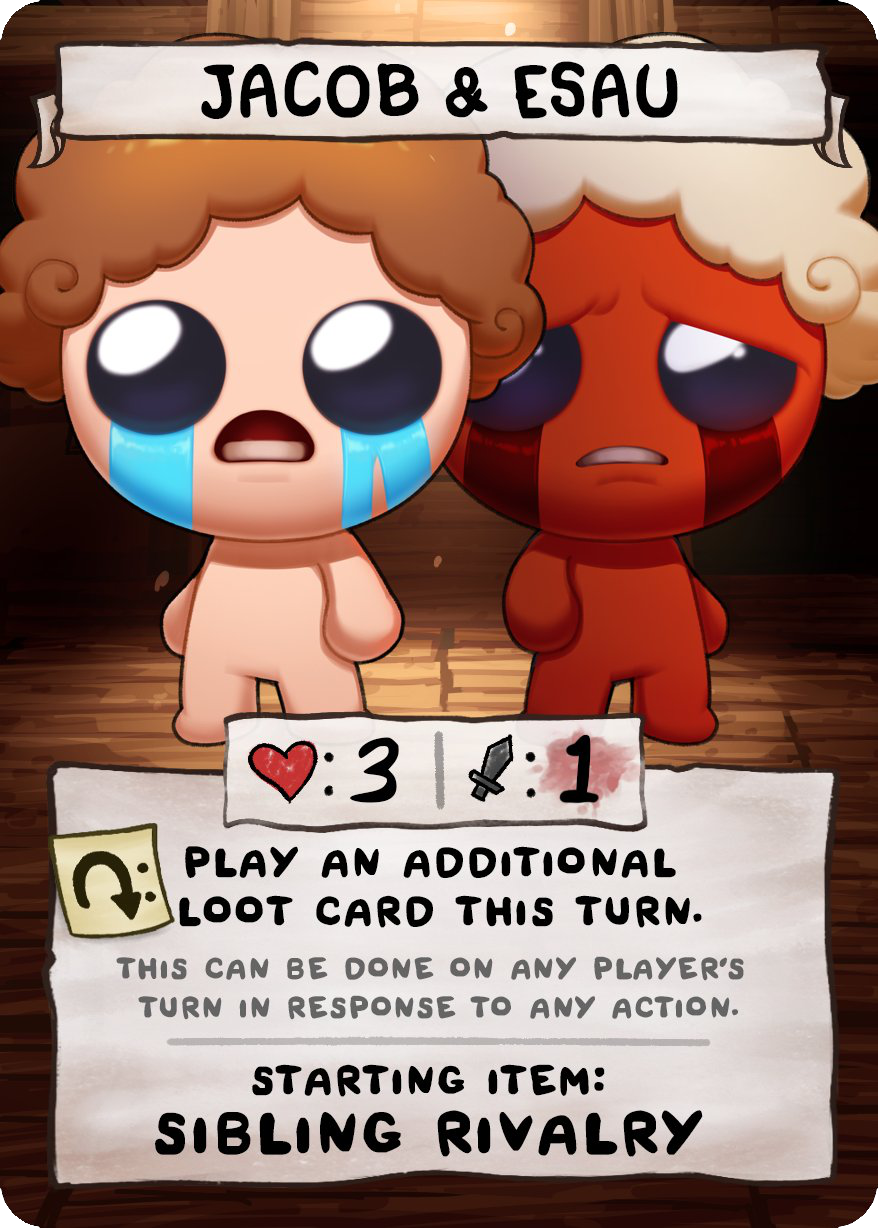 JACOB & ESAU
: 3 | : 1
: PLAY AN ADDITIONAL
LOOT CARD THIS TURN.
THIS CAN BE DONE ON ANY PLAYER'S
TURN IN RESPONSE TO ANY ACTION.
STARTING ITEM:
SIBLING RIVALRY